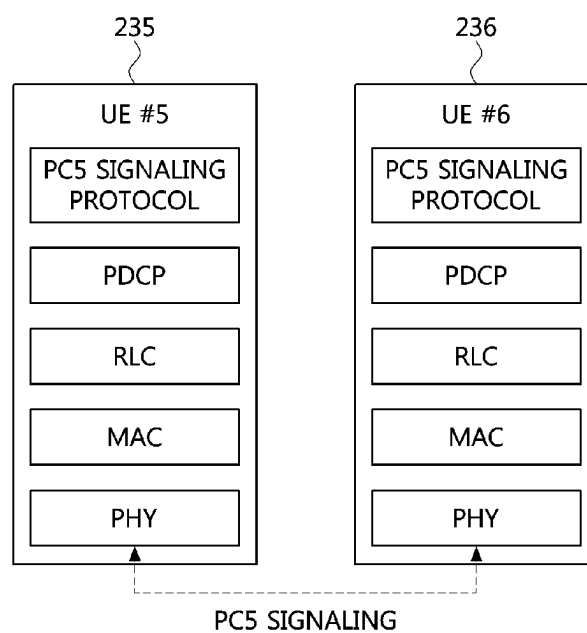 235
UE #5
PC5 SIGNALING
PROTOCOL
PDCP
RLC
MAC
PHY
236
UE #6
PC5 SIGNALING
PROTOCOL
PDCP
RLC
MAC
PHY
PC5 SIGNALING